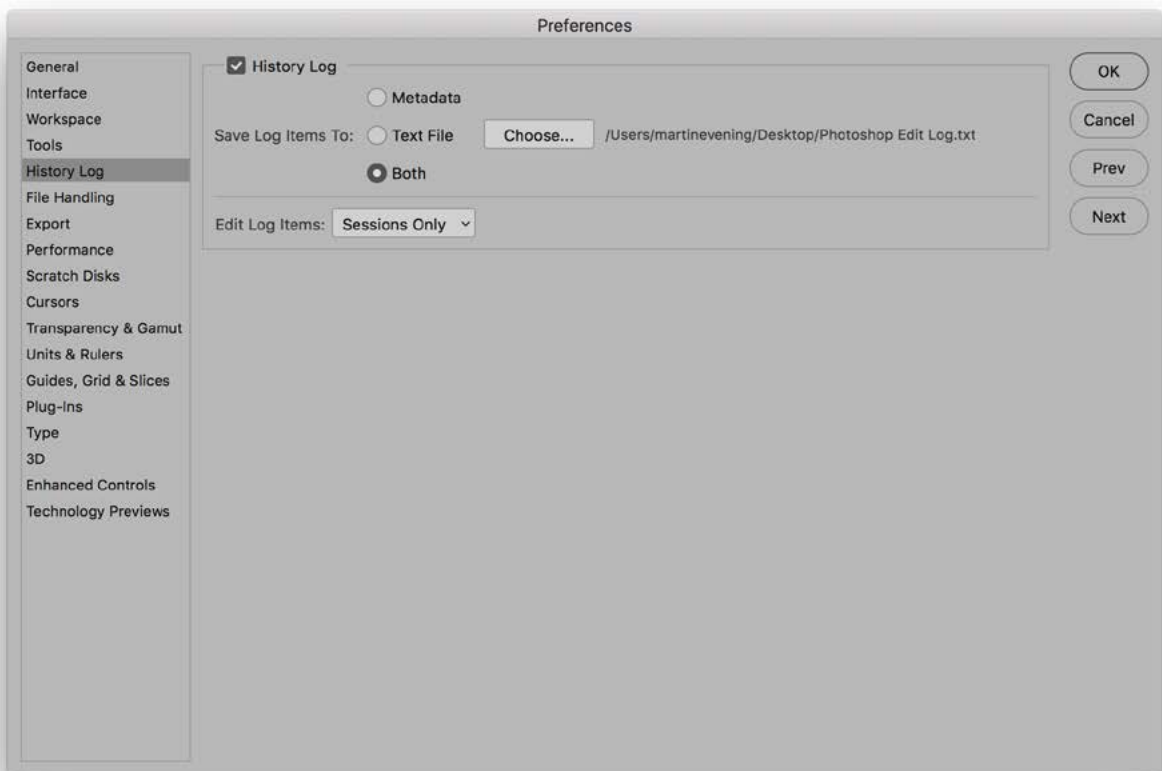 Preferences
General
Interface
Workspace
Tools
History Log
File Handling
Export
Performance
Scratch Disks
Cursors
Transparency & Gamut
Units & Rulers
Guides, Grid & Slices
Plug-Ins
Type
3D
Enhanced Controls
Technology Previews
History Log
Metadata
Save Log Items To: Text File Choose... /Users/martinevening/Desktop/Photoshop Edit Log.txt
Both
Edit Log Items: Sessions Only
OK
Cancel
Prev
Next